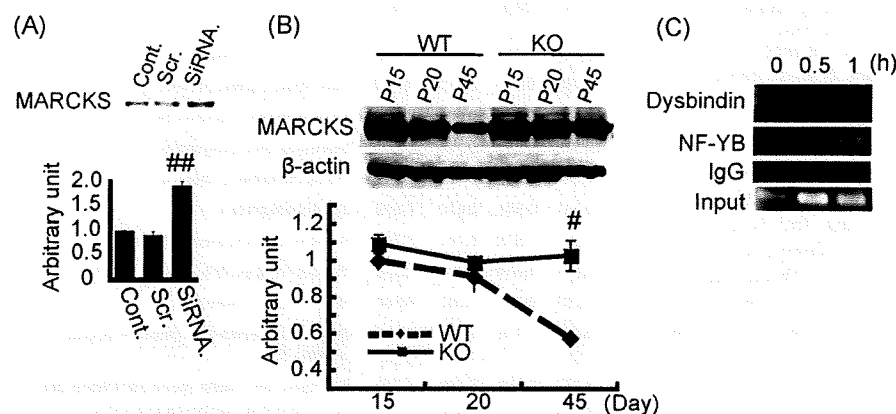 (A)
Cont.
Scr.
SiRNA.
MARCKS
##
2.0
1.5
1.0
0.5
0
Arbitrary unit
Cont.
Scr.
SiRNA.
(B)
WT KO
P15 P20 P45 P15 P20 P45
MARCKS
β-actin
1.2
1
0.8
0.6
0.4
Arbitrary unit
#
WT
KO
15 20 45 (Day)
(C)
0 0.5 1 (h)
Dysbindin
NF-YB
IgG
Input